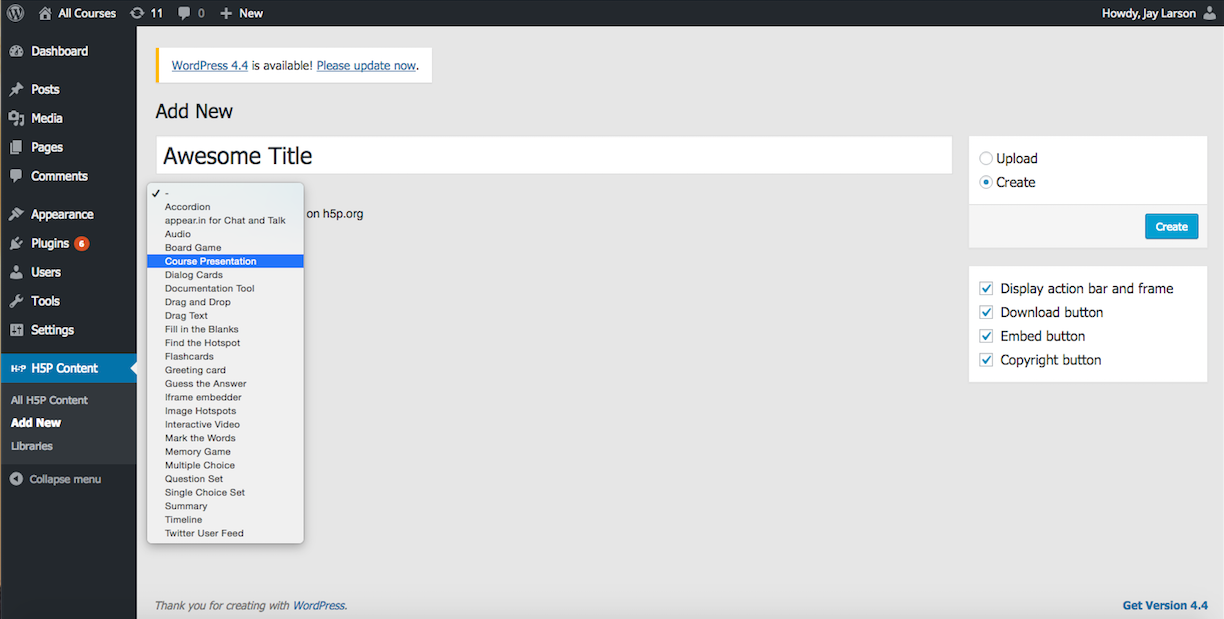 All Courses 11 0 + New
Howdy, Jay Larson
Dashboard
Posts
Media
Pages
Comments
Appearance
Plugins 6
Users
Tools
Settings
H-P H5P Content
All H5P Content
Add New
Libraries
Collapse menu
WordPress 4.4 is available! Please update now.
Add New
Awesome Title
✓ -
Accordion
appear.in for Chat and Talk
Audio
Board Game
Course Presentation
Dialog Cards
Documentation Tool
Drag and Drop
Drag Text
Fill in the Blanks
Find the Hotspot
Flashcards
Greeting card
Guess the Answer
Iframe embedder
Image Hotspots
Interactive Video
Mark the Words
Memory Game
Multiple Choice
Question Set
Single Choice Set
Summary
Timeline
Twitter User Feed
on h5p.org
Upload
Create
Create
Display action bar and frame
Download button
Embed button
Copyright button
Thank you for creating with WordPress.
Get Version 4.4